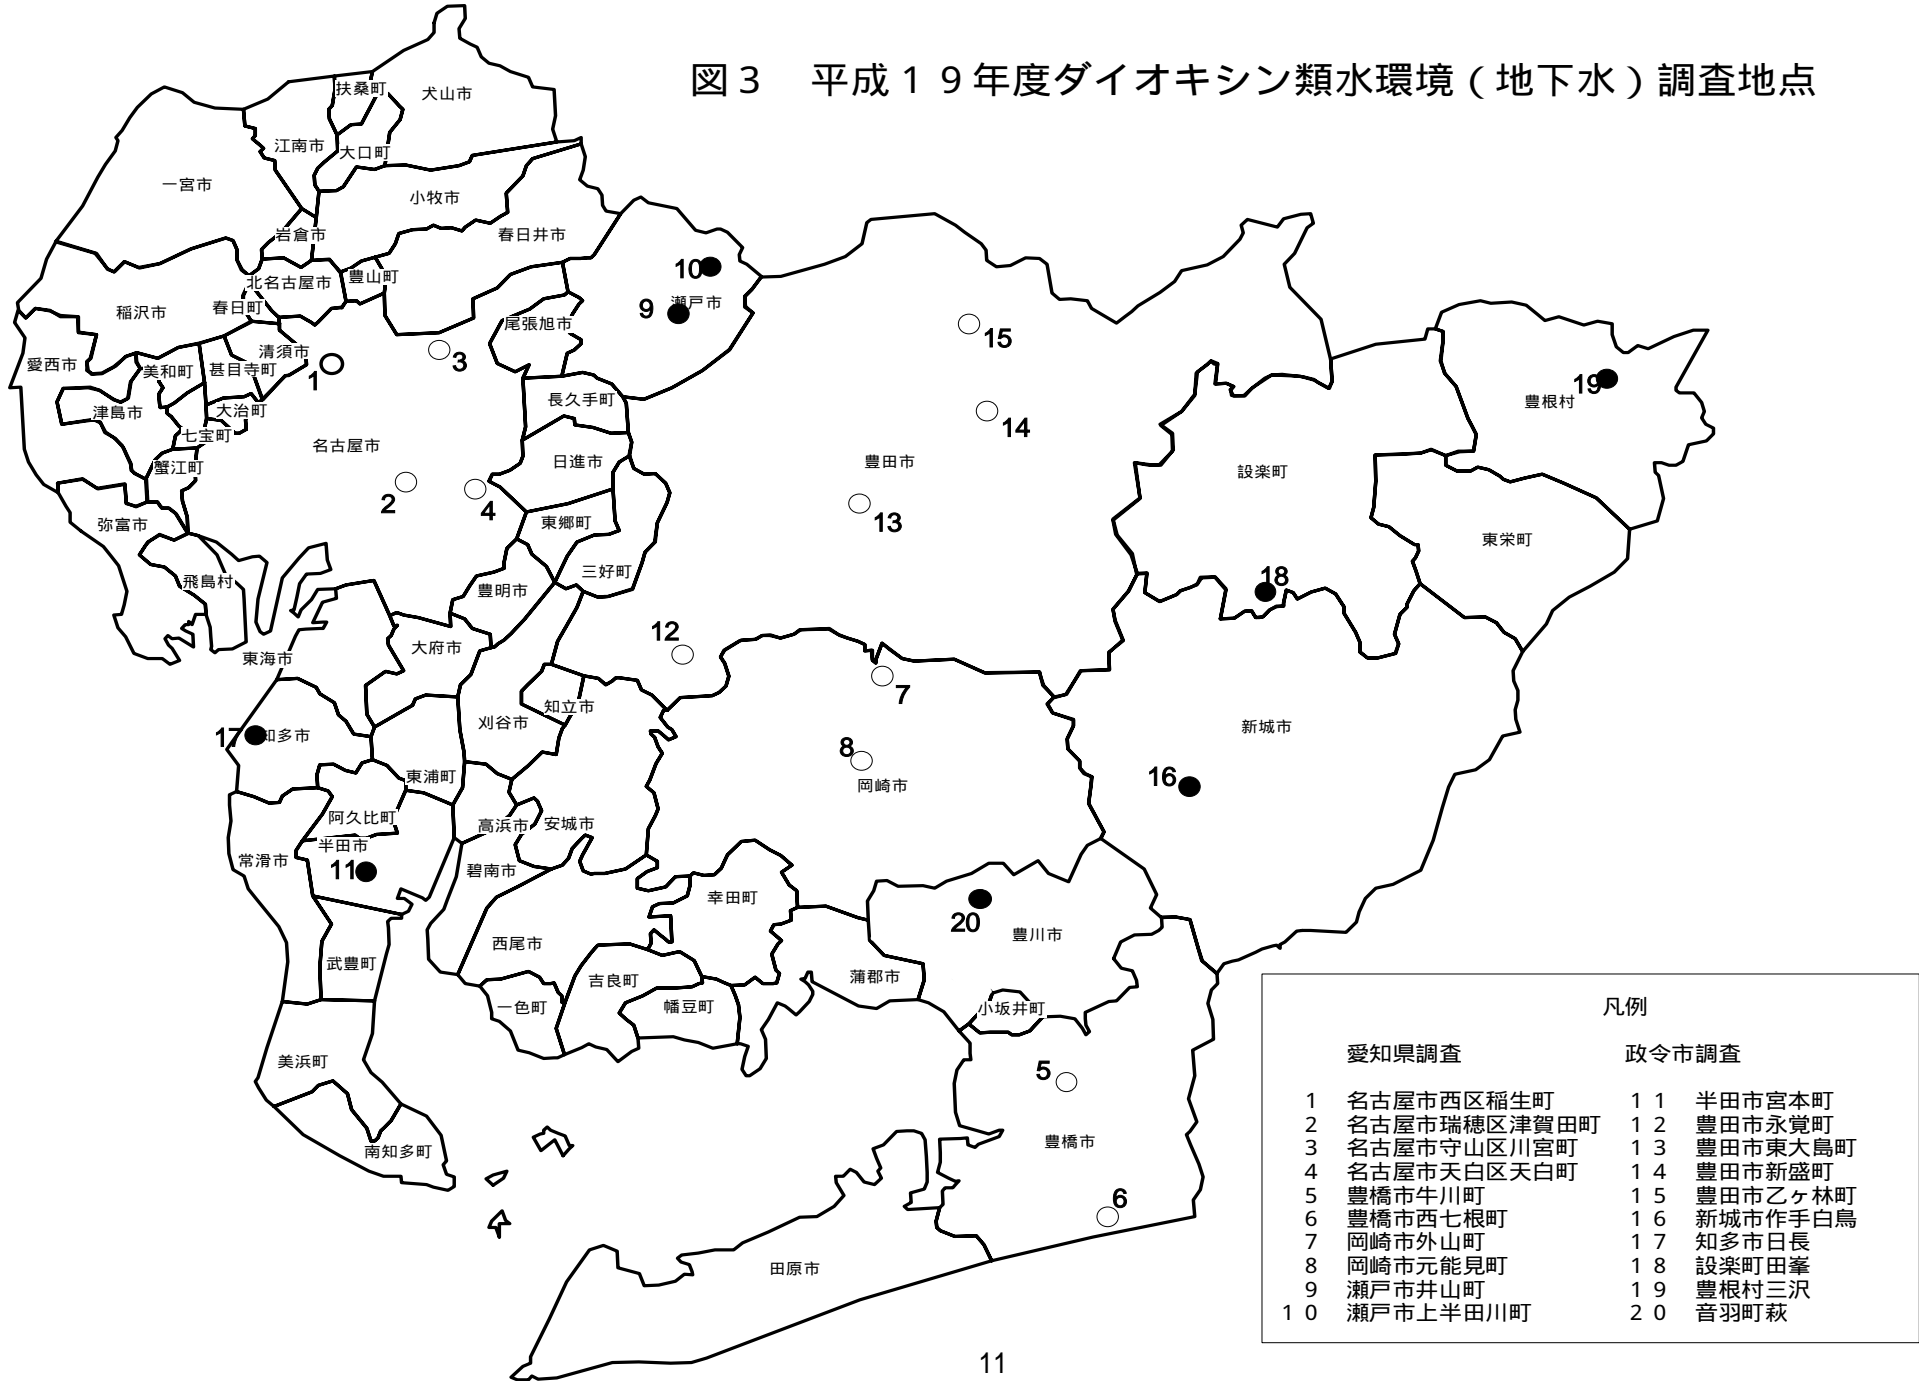 図３　平成１９年度ダイオキシン類水環境（地下水）調査地点
扶桑町
犬山市
江南市
大口町
一宮市
小牧市
岩倉市
春日井市
北名古屋市
豊山町
10
瀬戸市
9
稲沢市
春日町
尾張旭市
清須市
愛西市
美和町
甚目寺町
1
3
15
津島市
大治町
長久手町
19
豊根村
七宝町
名古屋市
14
蟹江町
日進市
豊田市
設楽町
2
4
13
弥富市
東郷町
東栄町
飛島村
三好町
豊明市
18
12
東海市
大府市
7
17
知多市
刈谷市
知立市
新城市
8
東浦町
岡崎市
16
阿久比町
高浜市
安城市
半田市
常滑市
11
碧南市
幸田町
20
西尾市
豊川市
武豊町
吉良町
蒲郡市
一色町
幡豆町
小坂井町
美浜町
5
南知多町
豊橋市
6
田原市
凡例
愛知県調査　政令市調査
1　名古屋市西区稲生町　１１　半田市宮本町
2　名古屋市瑞穂区津賀田町　１２　豊田市永覚町
3　名古屋市守山区川宮町　１３　豊田市東大島町
4　名古屋市天白区天白町　１４　豊田市新盛町
5　豊橋市牛川町　１５　豊田市乙ヶ林町
6　豊橋市西七根町　１６　新城市作手白鳥
7　岡崎市外山町　１７　知多市日長
8　岡崎市元能見町　１８　設楽町田峯
9　瀬戸市井山町　１９　豊根村三沢
１０　瀬戸市上半田川町　２０　音羽町萩
11